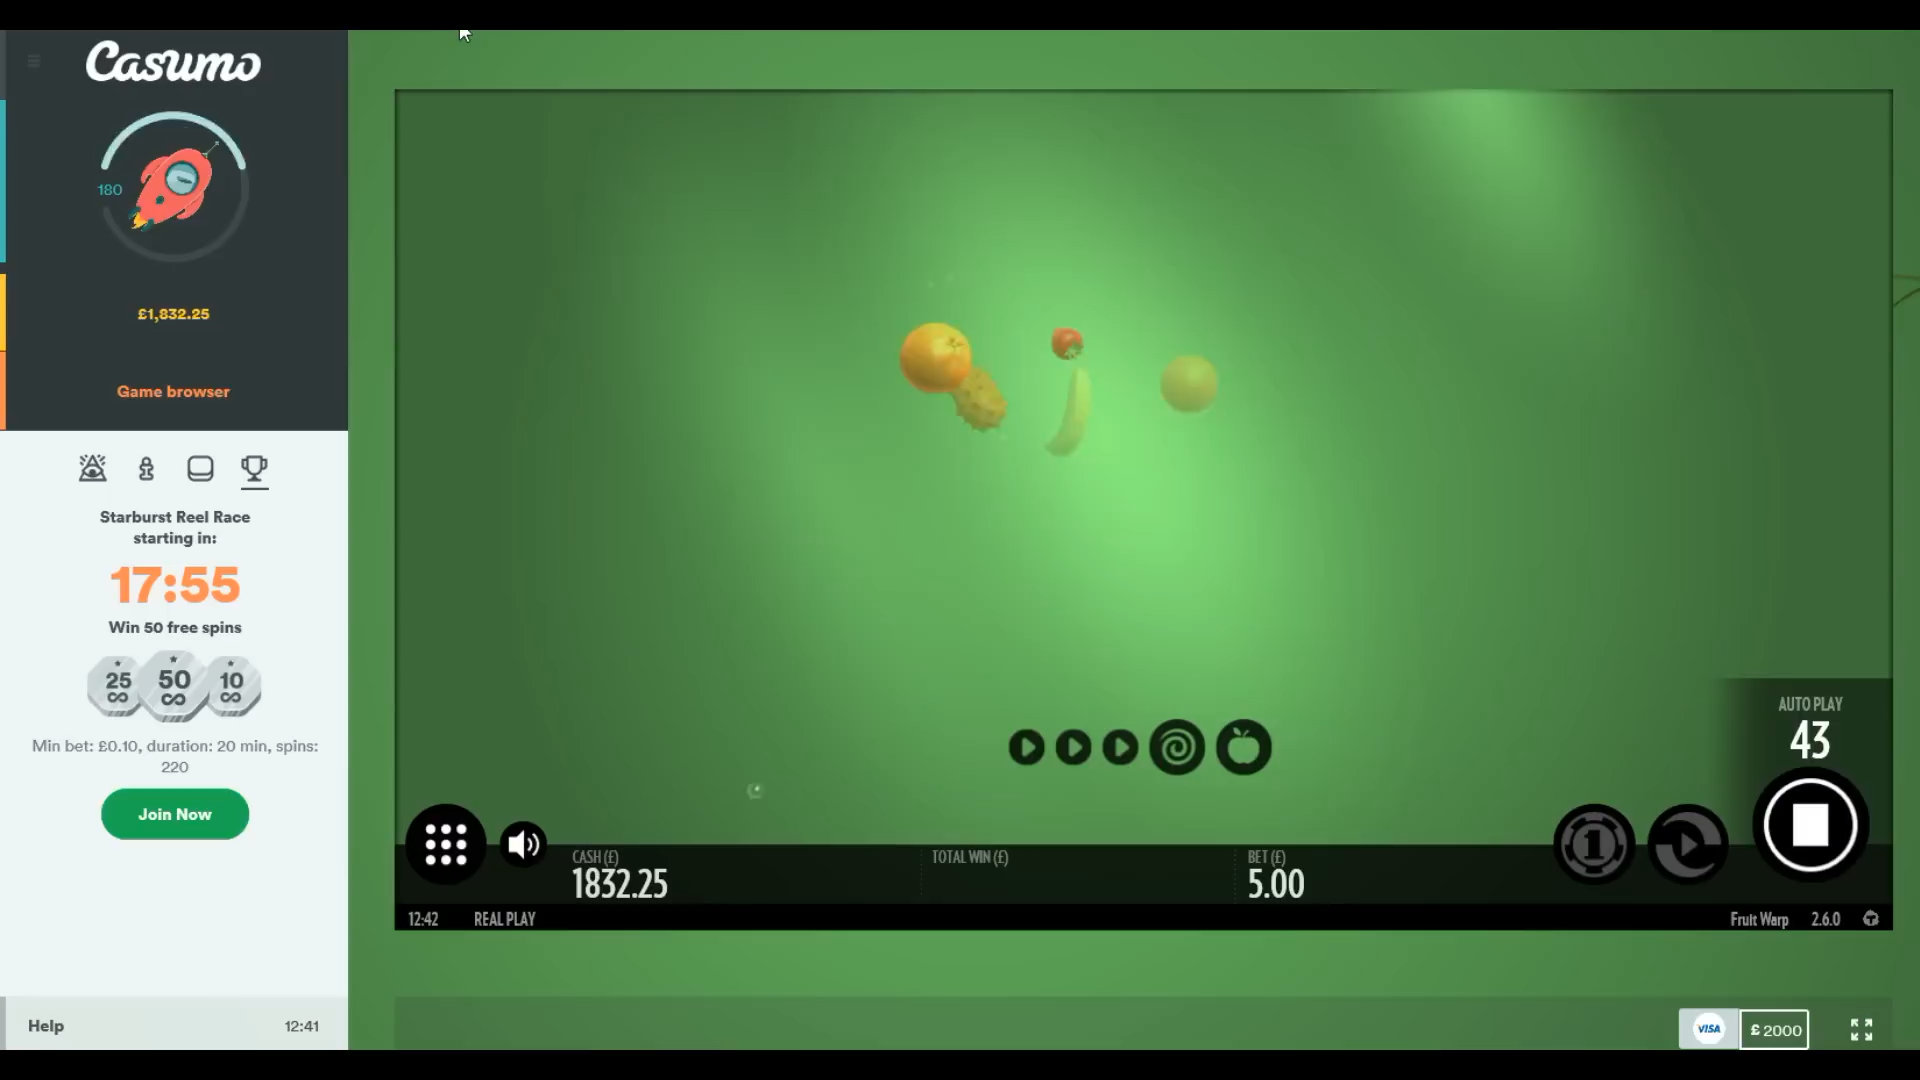 Casumo
180
£1,832.25
Game browser
Starburst Reel Race
starting in:
17:55
Win 50 free spins
25
50
10
Min bet: £0.10, duration: 20 min, spins:
220
Join Now
Help
12:41
AUTO PLAY
43
1
CASH (£)
1832.25
TOTAL WIN (£)
BET (£)
5.00
12:42
REAL PLAY
Fruit Warp
2.6.0
VISA
£ 2000